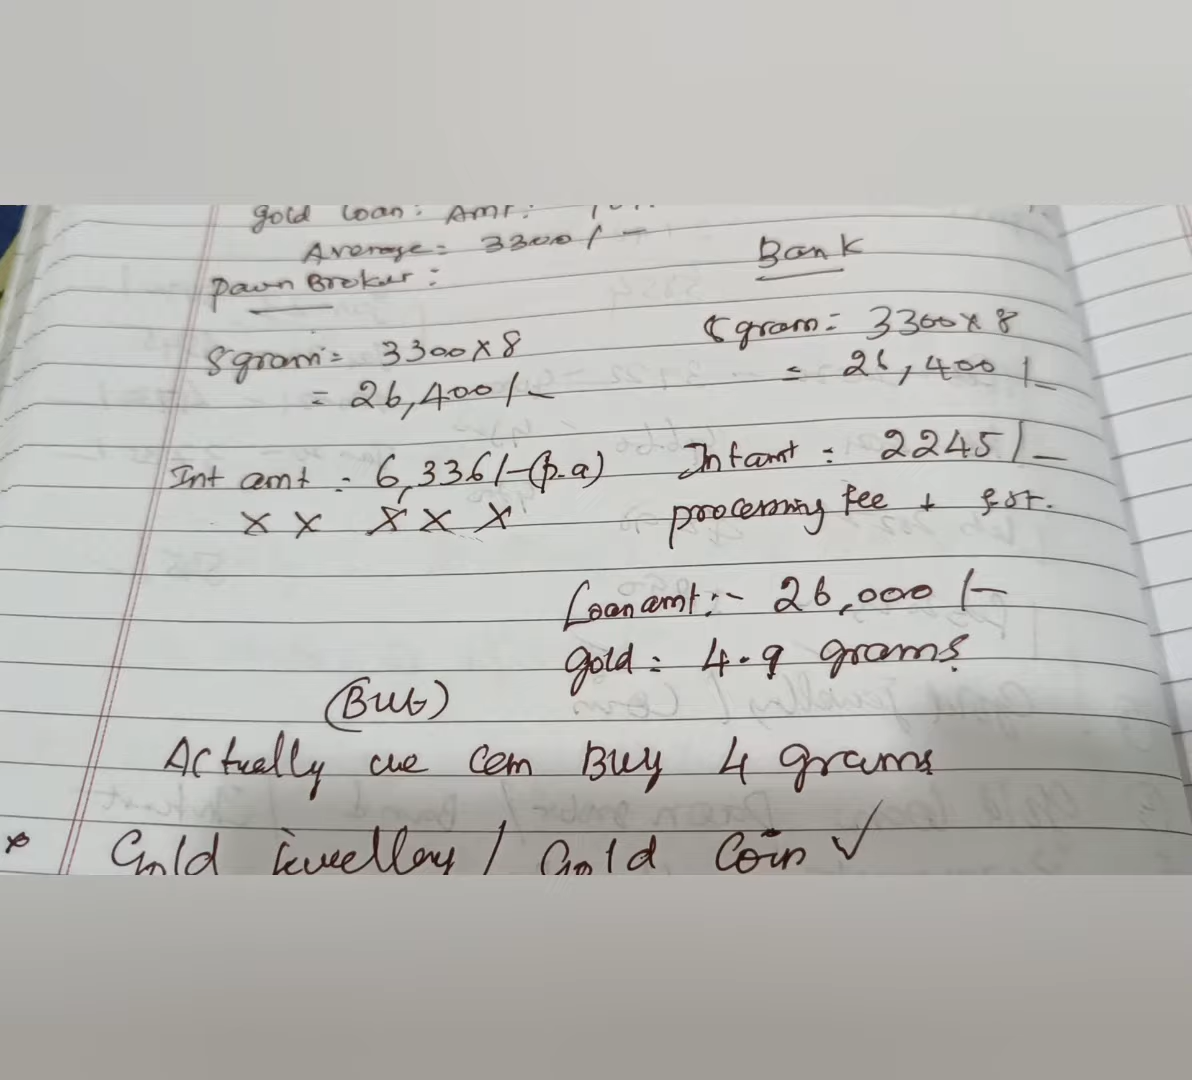 gold loan: Amt:
Average = 3300/-
Pawn Broker:
8 gram = 3300 x 8
= 26,400/-
Int amt = 6,336/- (p.a)
x x x x x
Bank
8 gram = 3300 x 8
= 26,400/-
Int amt : 2245/-
processing fee + gst.
Loan amt :- 26,000/-
gold = 4.9 grams
(But)
Actually we can Buy 4 grams
* Gold jewellery / Gold Coin ✓